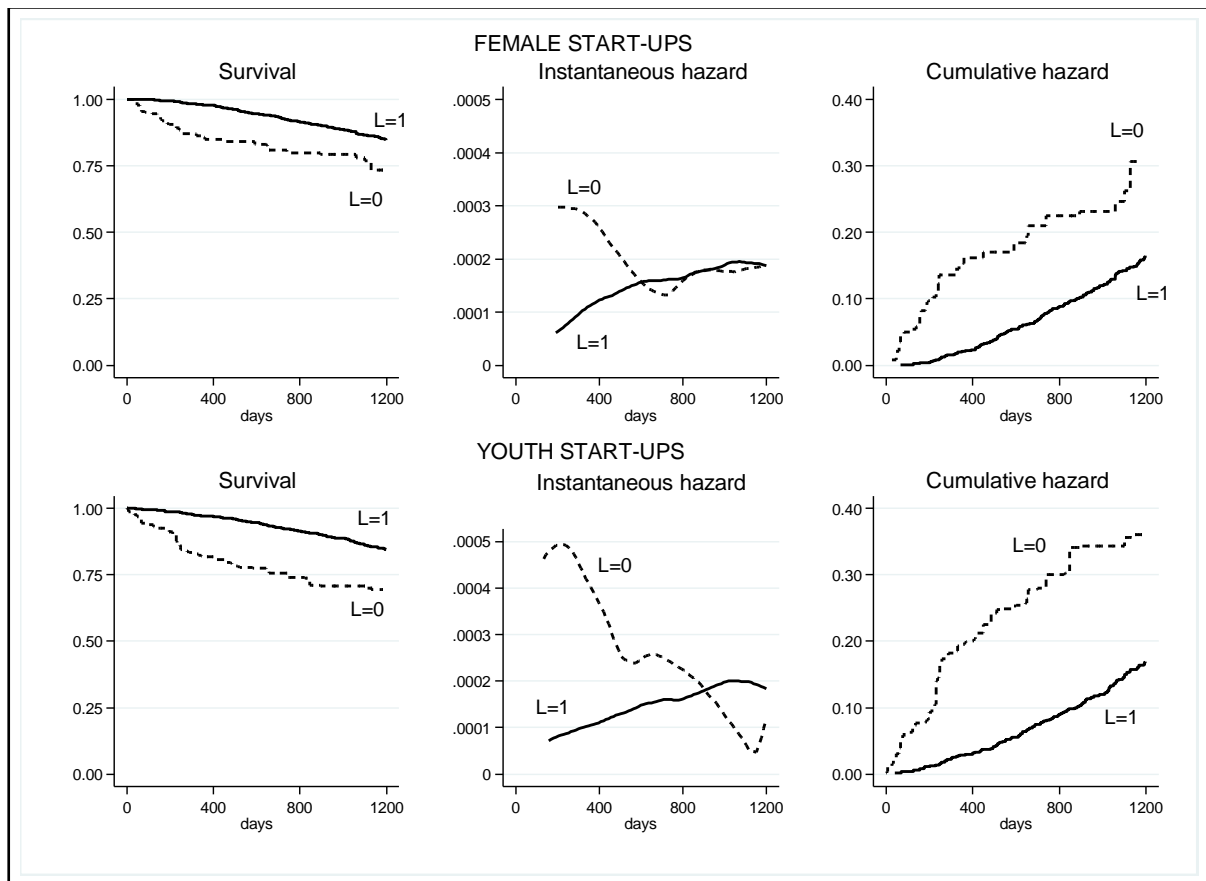 FEMALE START-UPS
Survival
1.00
0.75
0.50
0.25
0.00
L=1
L=0
0 400 800 1200
days
Instantaneous hazard
.0005
.0004
.0003
.0002
.0001
0
L=0
L=1
0 400 800 1200
days
Cumulative hazard
0.40
0.30
0.20
0.10
0.00
L=0
L=1
0 400 800 1200
days
YOUTH START-UPS
Survival
1.00
0.75
0.50
0.25
0.00
L=1
L=0
0 400 800 1200
days
Instantaneous hazard
.0005
.0004
.0003
.0002
.0001
0
L=0
L=1
0 400 800 1200
days
Cumulative hazard
0.40
0.30
0.20
0.10
0.00
L=0
L=1
0 400 800 1200
days